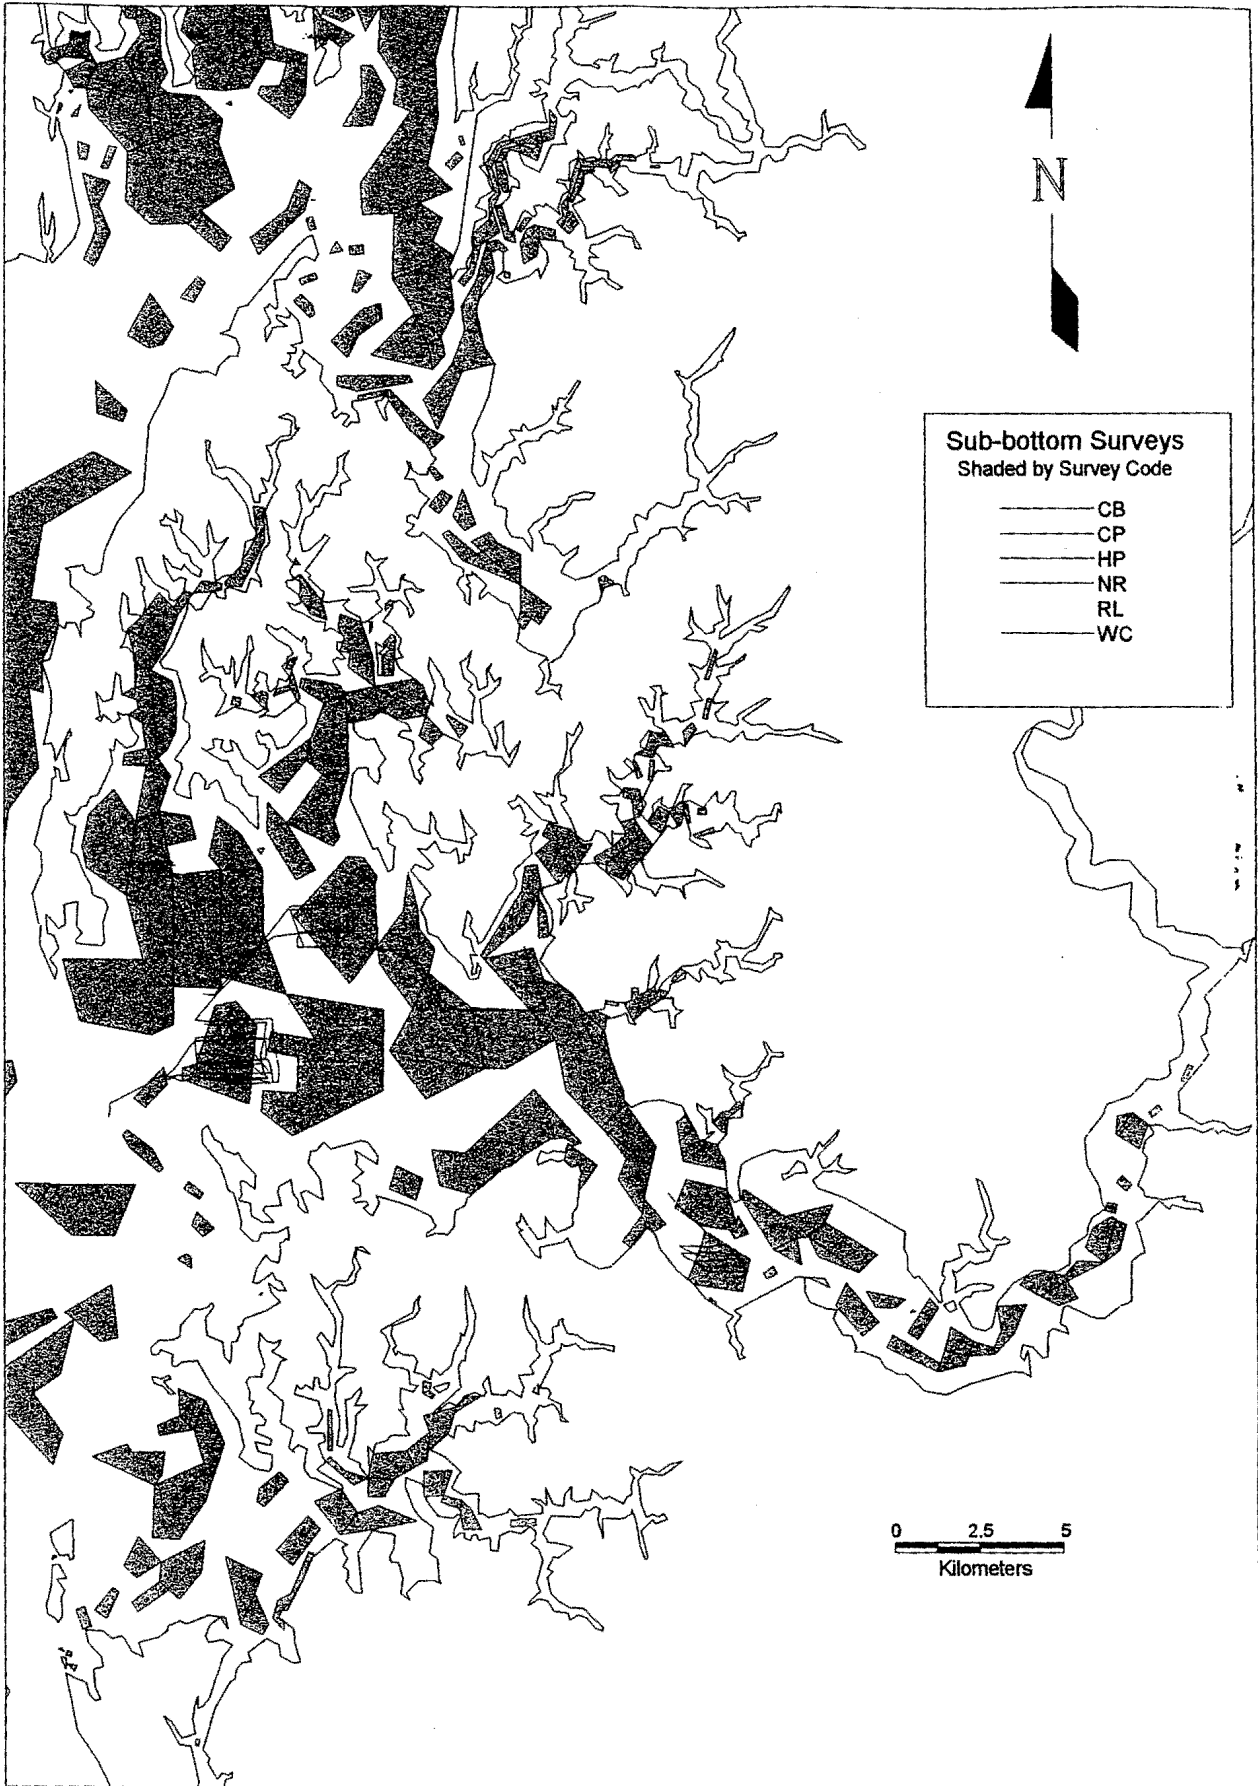 N
Sub-bottom Surveys
Shaded by Survey Code
CB
CP
HP
NR
RL
WC
0 2.5 5
Kilometers